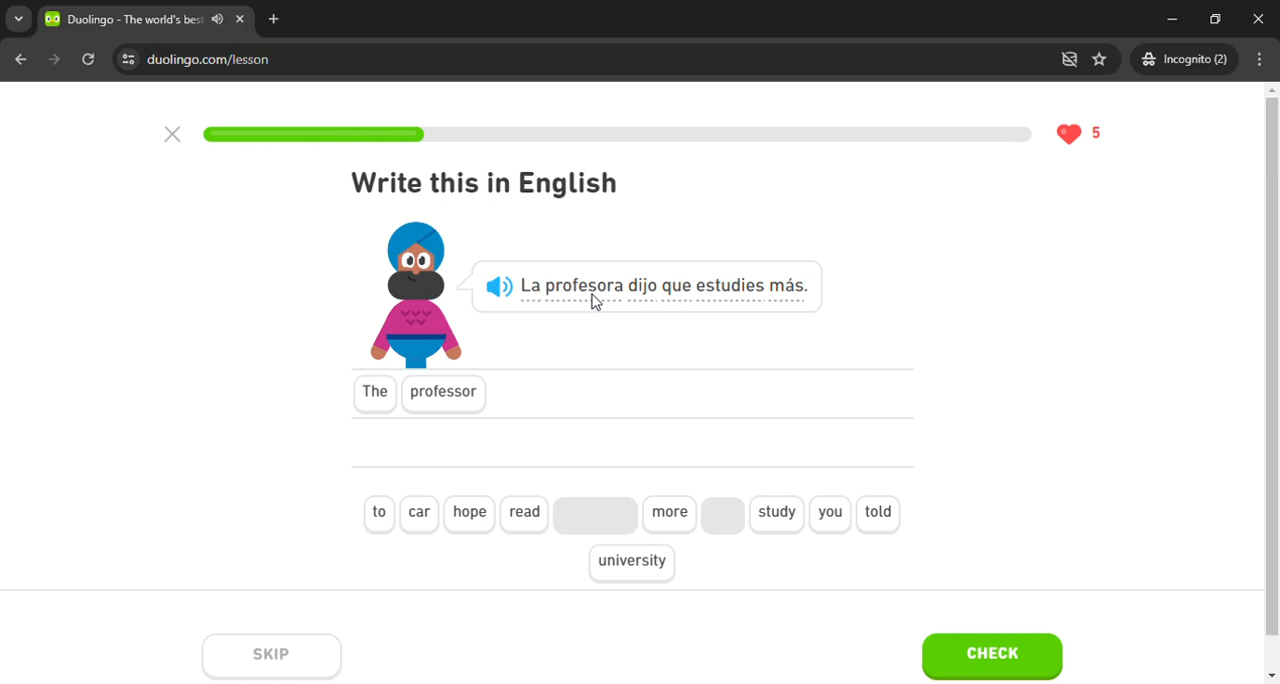 Duolingo - The world's bes
duolingo.com/lesson
Incognito (2)
5
Write this in English
La profesora dijo que estudies más.
The professor
to car hope read more study you told
university
SKIP
CHECK